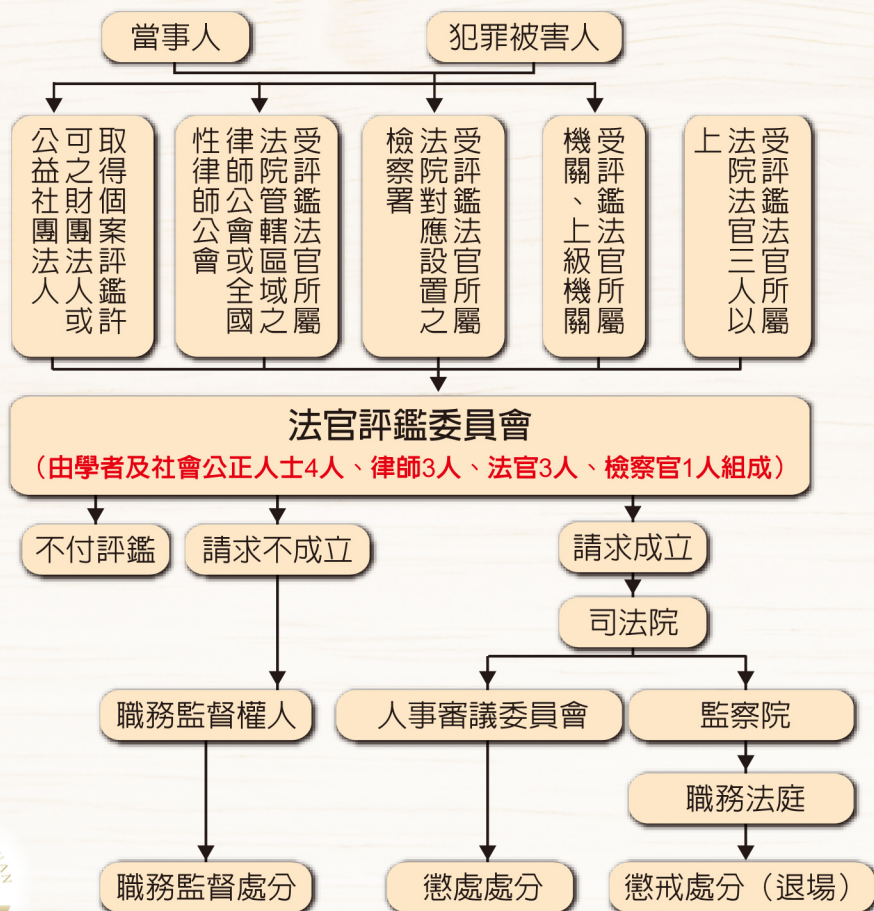 當事人
犯罪被害人
取得個案評鑑許
可之財團法人或
公益社團法人
受評鑑法官所屬
法院管轄區域之
律師公會或全國
性律師公會
受評鑑法官所屬
法院對應設置之
檢察署
受評鑑法官所屬
機關、上級機關
受評鑑法官所屬
法院法官三人以
上
法官評鑑委員會
（由學者及社會公正人士4人、律師3人、法官3人、檢察官1人組成）
不付評鑑
請求不成立
請求成立
司法院
職務監督權人
人事審議委員會
監察院
職務法庭
職務監督處分
懲處處分
懲戒處分（退場）